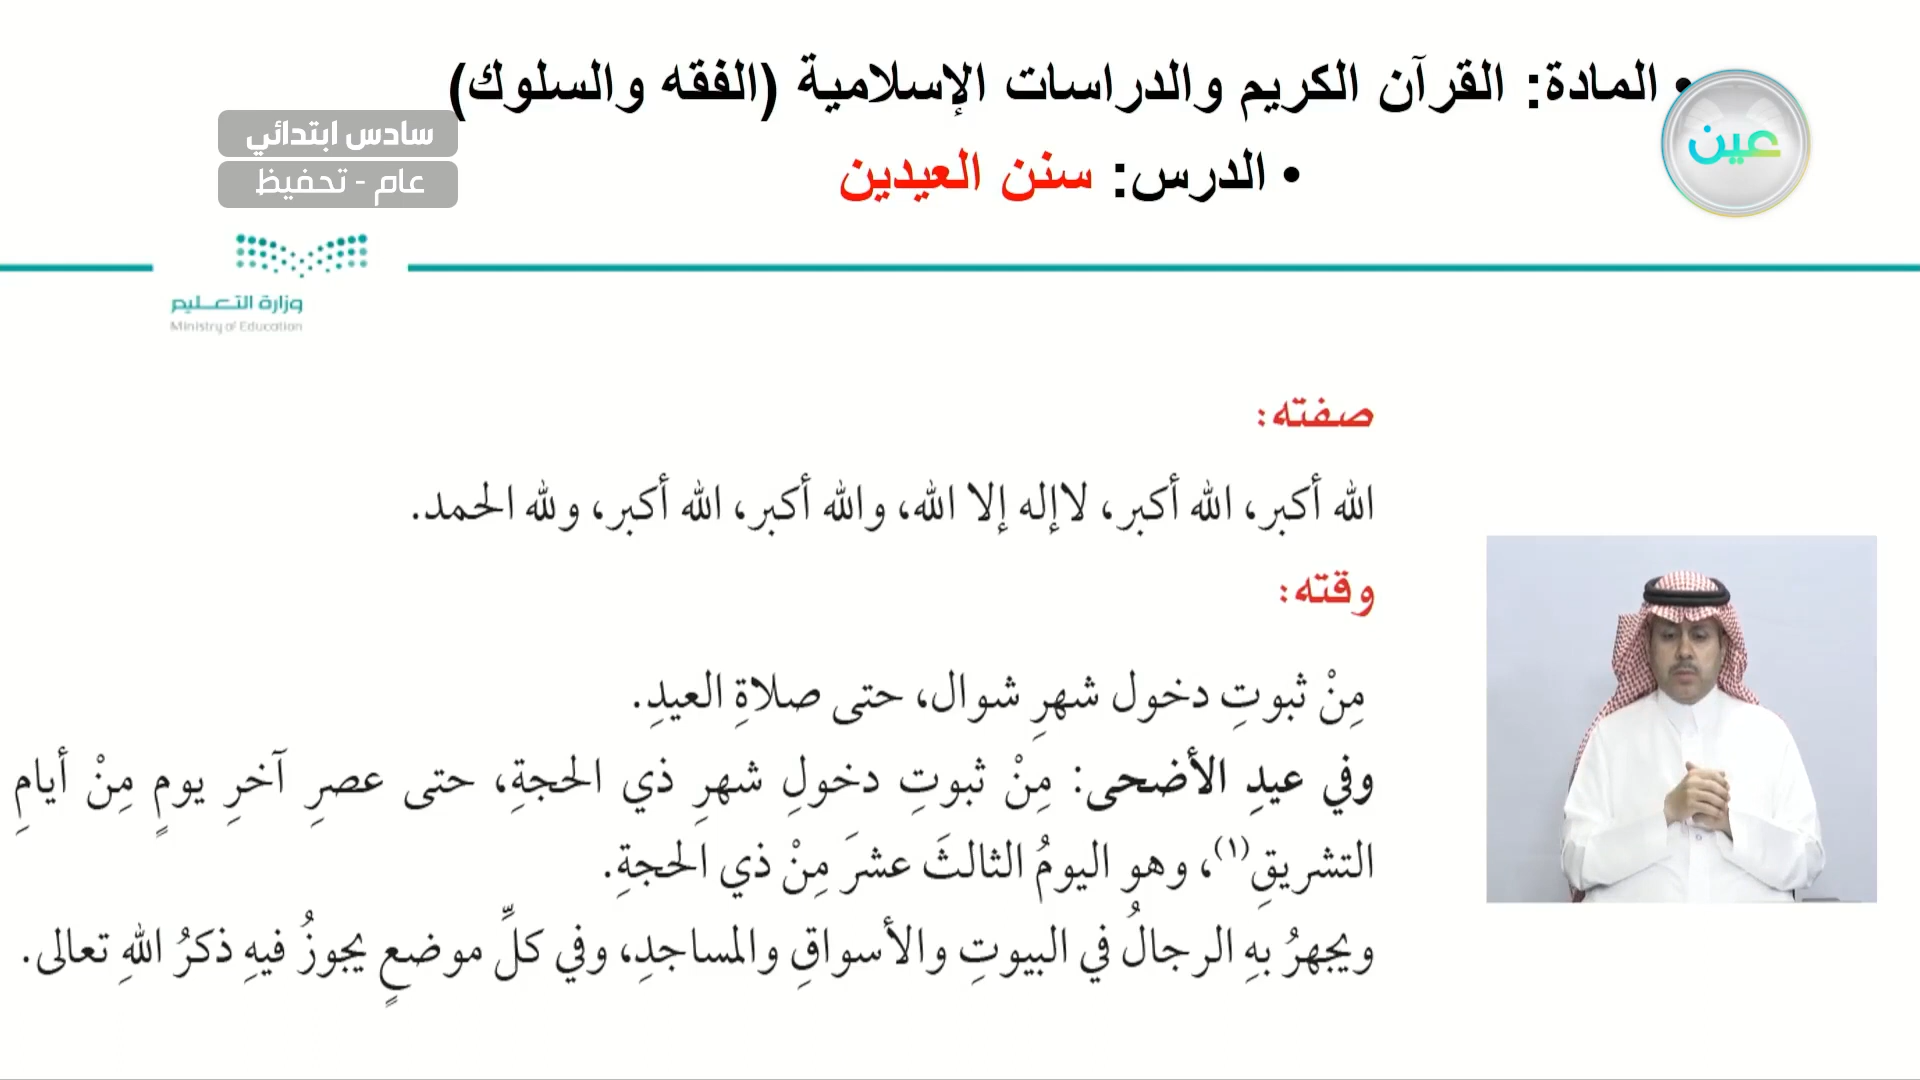 • المادة: القرآن الكريم والدراسات الإسلامية (الفقه والسلوك)
عين
سادس ابتدائي
• الدرس: سنن العيدين
عام - تحفيظ
وزارة التعليم
Ministry of Education
صفته:
الله أكبر، الله أكبر، لاإله إلا الله، والله أكبر، الله أكبر، ولله الحمد.
وقته:
مِنْ ثبوتِ دخول شهرِ شوال، حتى صلاةِ العيدِ.
وفي عيدِ الأضحى: مِنْ ثبوتِ دخولِ شهرِ ذي الحجةِ، حتى عصرِ آخرِ يومٍ مِنْ أيامِ
التشريقِ(١)، وهو اليومُ الثالثَ عشرَ مِنْ ذي الحجةِ.
ويجهرُ بهِ الرجالُ في البيوتِ والأسواقِ والمساجدِ، وفي كلِّ موضعٍ يجوزُ فيهِ ذكرُ اللهِ تعالى.